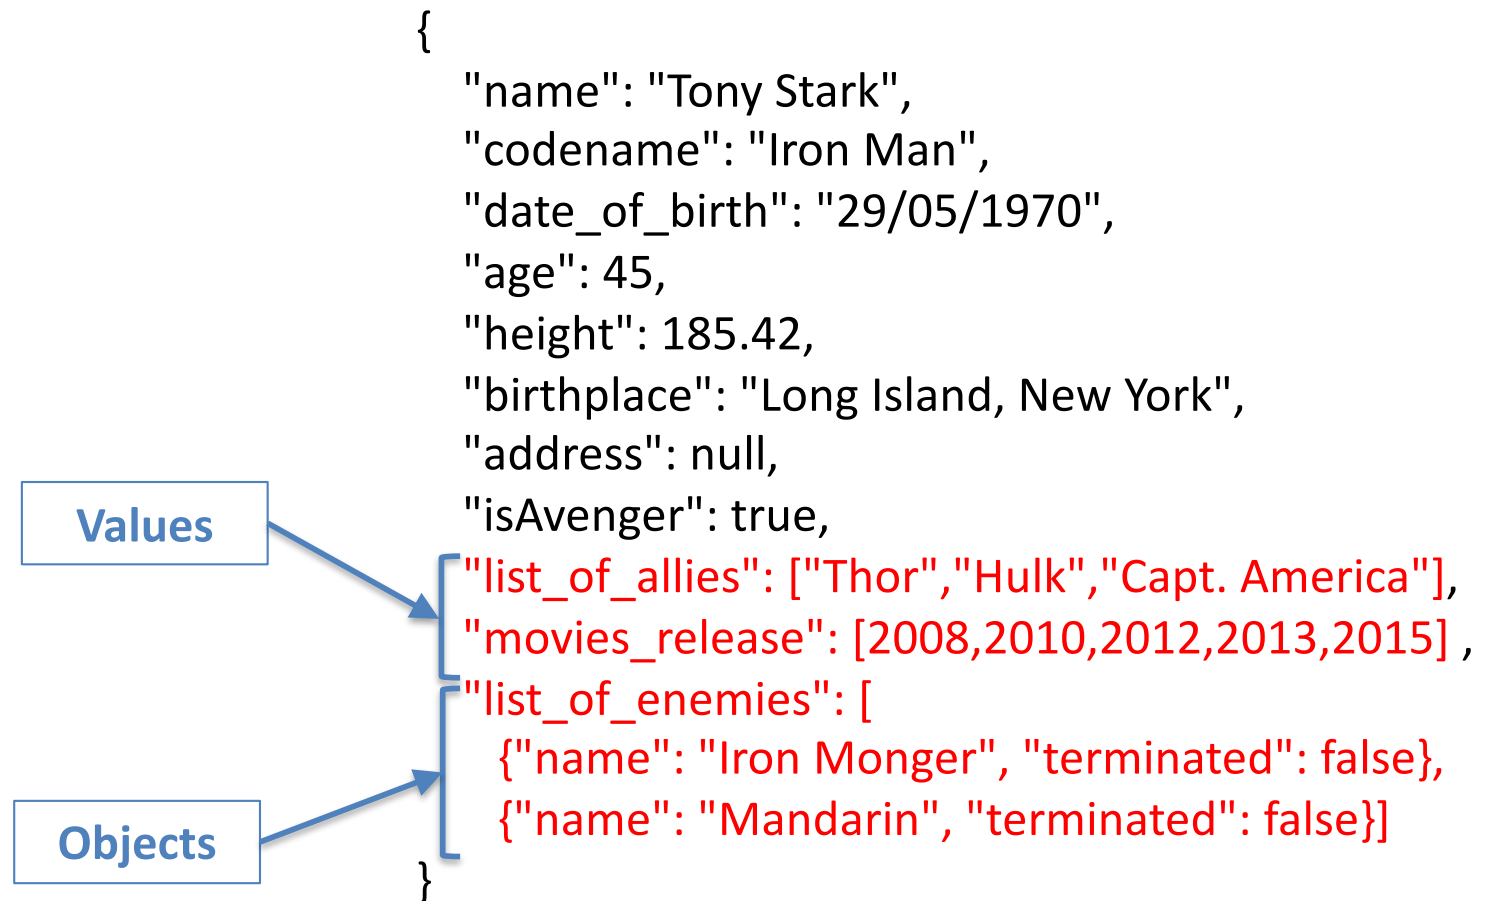 {
"name": "Tony Stark",
"codename": "Iron Man",
"date_of_birth": "29/05/1970",
"age": 45,
"height": 185.42,
"birthplace": "Long Island, New York",
"address": null,
"isAvenger": true,
Values
"list_of_allies": ["Thor","Hulk","Capt. America"],
"movies_release": [2008,2010,2012,2013,2015] ,
"list_of_enemies": [
{"name": "Iron Monger", "terminated": false},
{"name": "Mandarin", "terminated": false}]
Objects
}